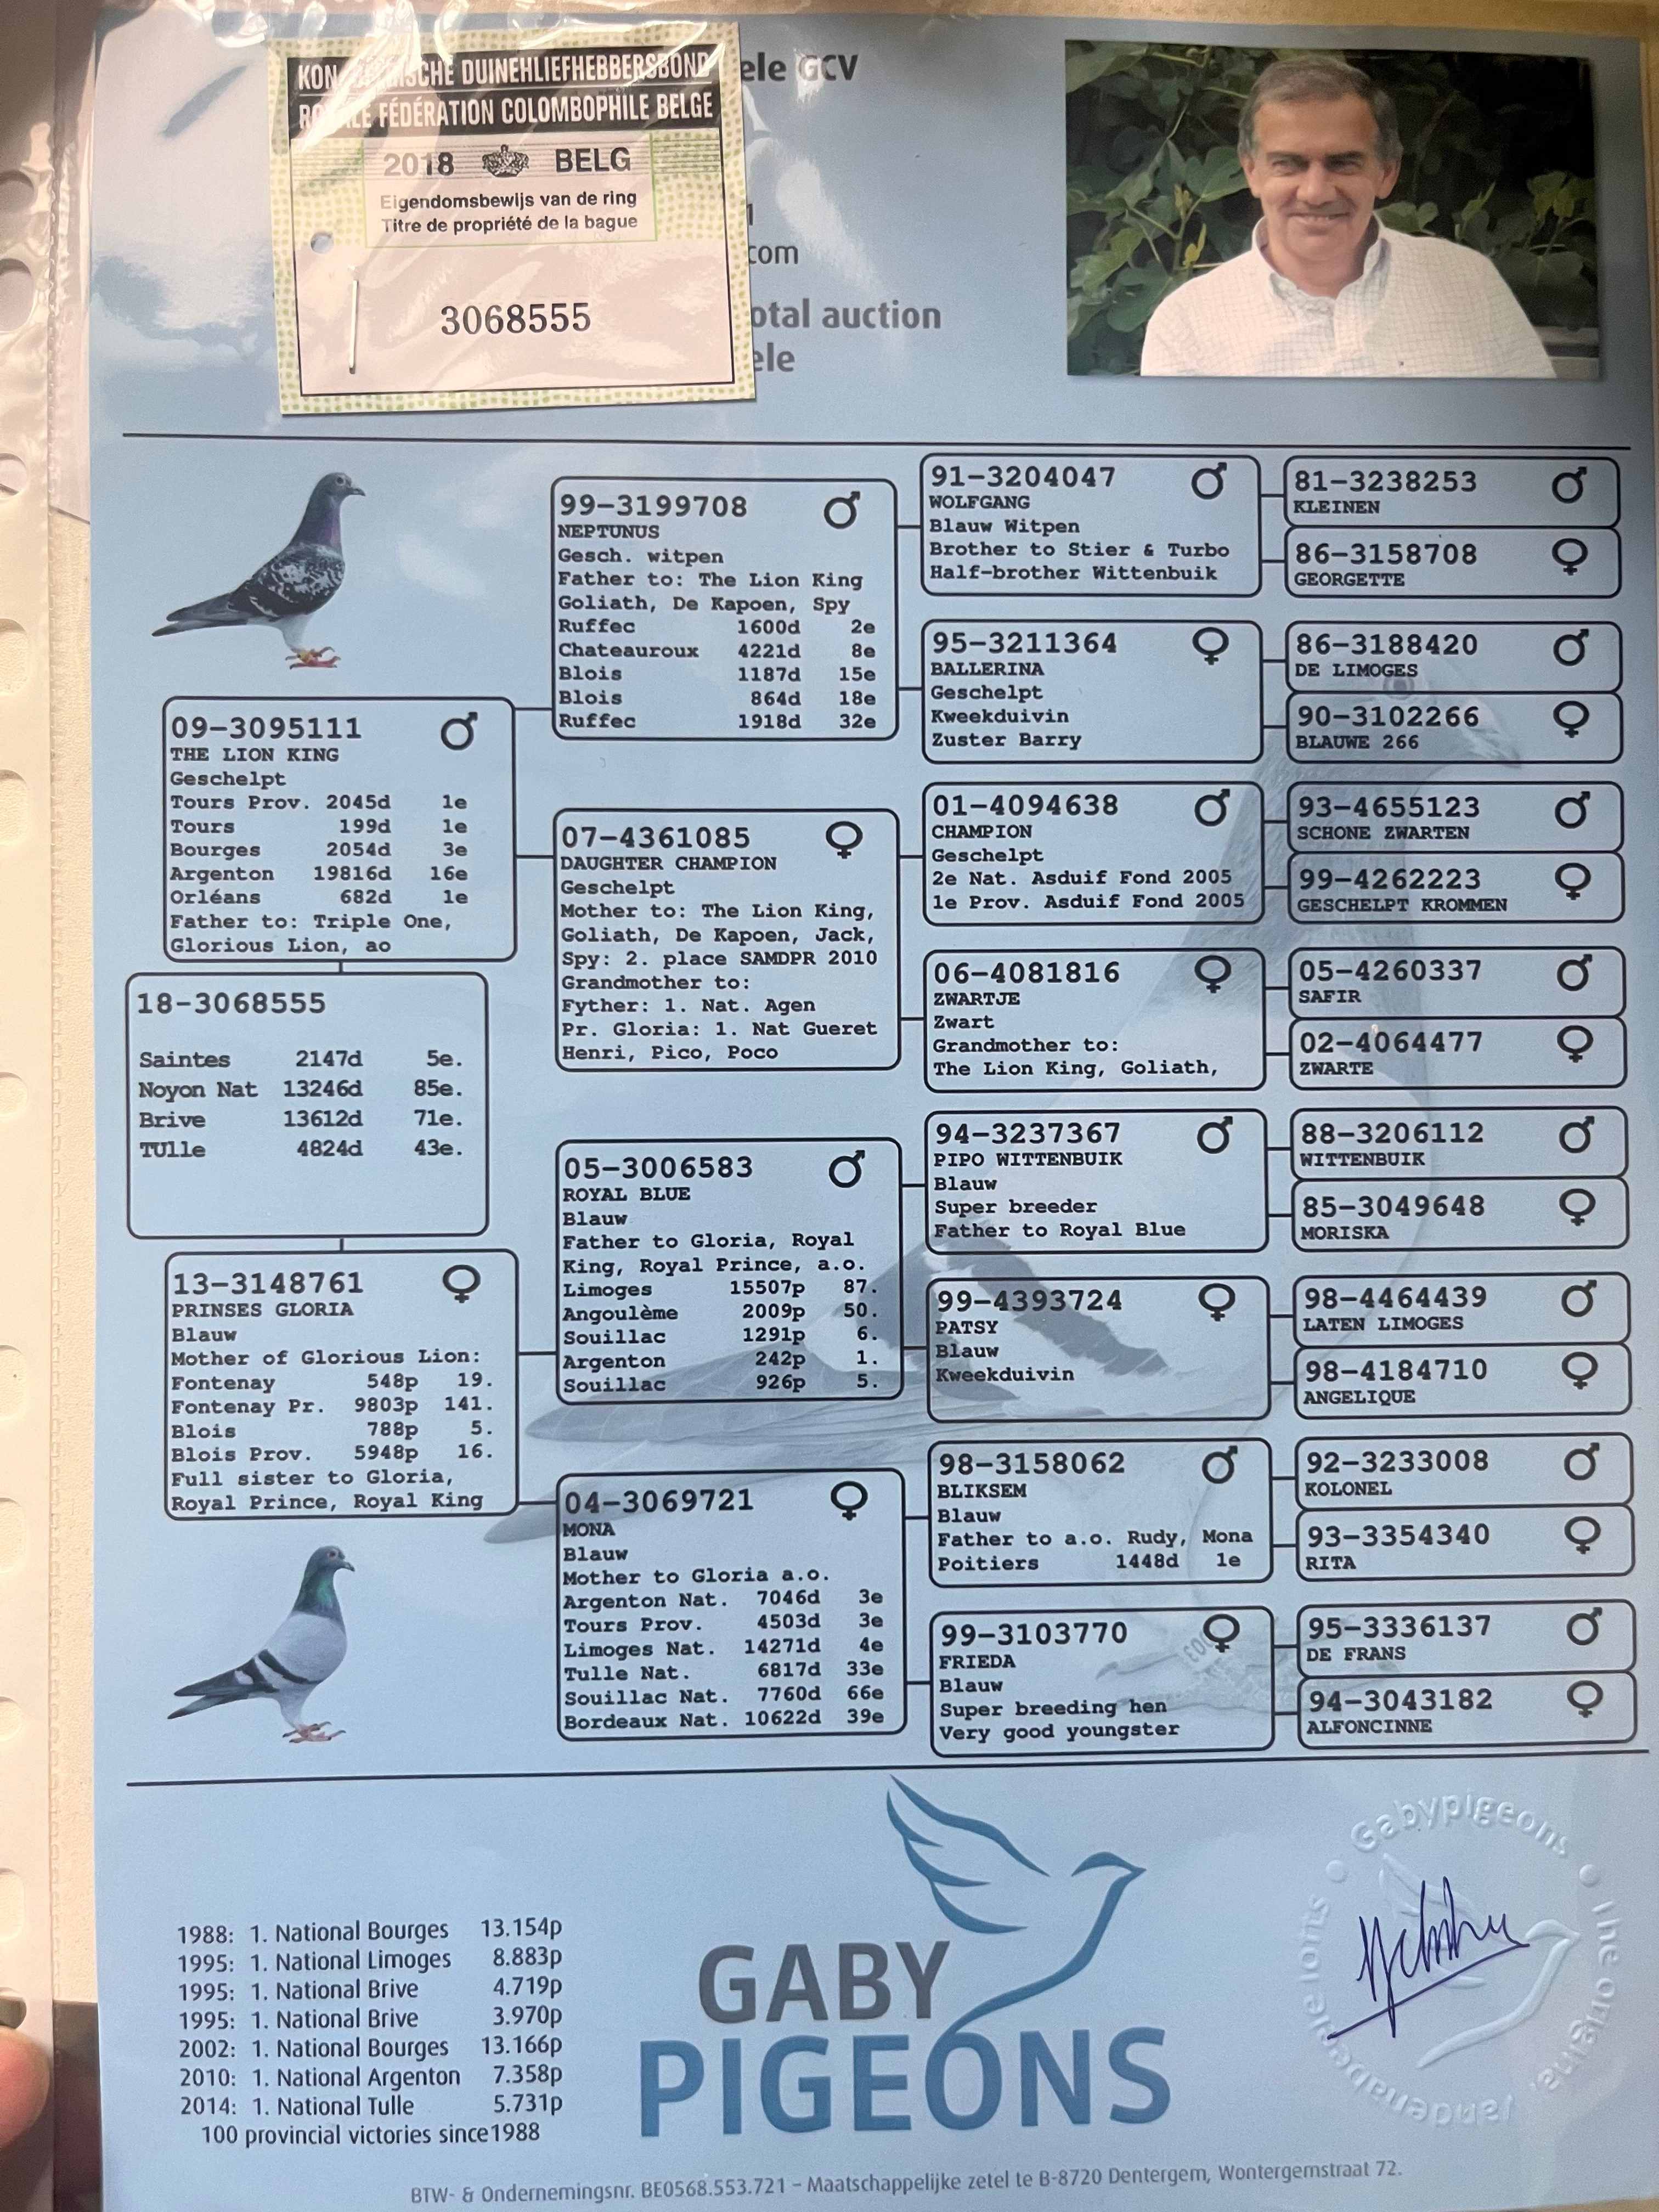 ele GCV
SCHE DUINEHLIEFHEBBERSBOND
FÉDÉRATION COLOMBOPHILE BELGE
2018 BELG
Eigendomsbewijs van de ring
Titre de propriété de la bague
3068555
com
otal auction
ele
99-3199708 ♂
NEPTUNUS
Gesch. witpen
Father to: The Lion King
Goliath, De Kapoen, Spy
Ruffec 1600d 2e
Chateauroux 4221d 8e
Blois 1187d 15e
Blois 864d 18e
Ruffec 1918d 32e
91-3204047 ♂
WOLFGANG
Blauw Witpen
Brother to Stier & Turbo
Half-brother Wittenbuik
81-3238253 ♂
KLEINEN
86-3158708 ♀
GEORGETTE
95-3211364 ♀
BALLERINA
Geschelpt
Kweekduivin
Zuster Barry
86-3188420 ♂
DE LIMOGES
90-3102266 ♀
BLAUWE 266
09-3095111 ♂
THE LION KING
Geschelpt
Tours Prov. 2045d 1e
Tours 199d 1e
Bourges 2054d 3e
Argenton 19816d 16e
Orléans 682d 1e
Father to: Triple One,
Glorious Lion, ao
07-4361085 ♀
DAUGHTER CHAMPION
Geschelpt
Mother to: The Lion King,
Goliath, De Kapoen, Jack,
Spy: 2. place SAMDPR 2010
Grandmother to:
Fyther: 1. Nat. Agen
Pr. Gloria: 1. Nat Gueret
Henri, Pico, Poco
01-4094638 ♂
CHAMPION
Geschelpt
2e Nat. Asduif Fond 2005
1e Prov. Asduif Fond 2005
93-4655123 ♂
SCHONE ZWARTEN
99-4262223 ♀
GESCHELPT KROMMEN
06-4081816 ♀
ZWARTJE
Zwart
Grandmother to:
The Lion King, Goliath,
05-4260337 ♂
SAFIR
02-4064477 ♀
ZWARTE
18-3068555
Saintes 2147d 5e.
Noyon Nat 13246d 85e.
Brive 13612d 71e.
TUlle 4824d 43e.
05-3006583 ♂
ROYAL BLUE
Blauw
Father to Gloria, Royal
King, Royal Prince, a.o.
Limoges 15507p 87.
Angoulème 2009p 50.
Souillac 1291p 6.
Argenton 242p 1.
Souillac 926p 5.
94-3237367 ♂
PIPO WITTENBUIK
Blauw
Super breeder
Father to Royal Blue
88-3206112 ♂
WITTENBUIK
85-3049648 ♀
MORISKA
99-4393724 ♀
PATSY
Blauw
Kweekduivin
98-4464439 ♂
LATEN LIMOGES
98-4184710 ♀
ANGELIQUE
13-3148761 ♀
PRINSES GLORIA
Blauw
Mother of Glorious Lion:
Fontenay 548p 19.
Fontenay Pr. 9803p 141.
Blois 788p 5.
Blois Prov. 5948p 16.
Full sister to Gloria,
Royal Prince, Royal King
04-3069721 ♀
MONA
Blauw
Mother to Gloria a.o.
Argenton Nat. 7046d 3e
Tours Prov. 4503d 3e
Limoges Nat. 14271d 4e
Tulle Nat. 6817d 33e
Souillac Nat. 7760d 66e
Bordeaux Nat. 10622d 39e
98-3158062 ♂
BLIKSEM
Blauw
Father to a.o. Rudy, Mona
Poitiers 1448d 1e
92-3233008 ♂
KOLONEL
93-3354340 ♀
RITA
99-3103770 ♀
FRIEDA
Blauw
Super breeding hen
Very good youngster
95-3336137 ♂
DE FRANS
94-3043182 ♀
ALFONCINNE
1988: 1. National Bourges 13.154p
1995: 1. National Limoges 8.883p
1995: 1. National Brive 4.719p
1995: 1. National Brive 3.970p
2002: 1. National Bourges 13.166p
2010: 1. National Argenton 7.358p
2014: 1. National Tulle 5.731p
100 provincial victories since1988
GABY
PIGEONS
Gabypigeons • The original
BTW- & Ondernemingsnr. BE0568.553.721 – Maatschappelijke zetel te B-8720 Dentergem, Wontergemstraat 72.